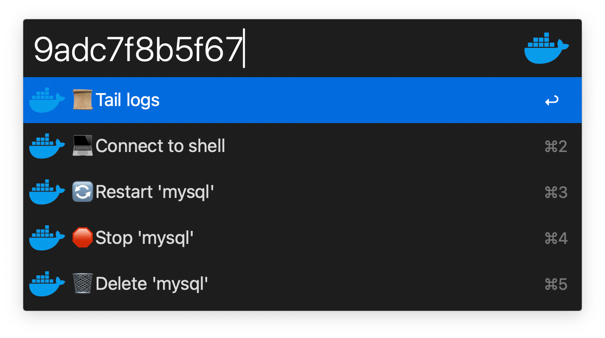 9adc7f8b5f67
Tail logs
Connect to shell ⌘2
Restart 'mysql' ⌘3
Stop 'mysql' ⌘4
Delete 'mysql' ⌘5